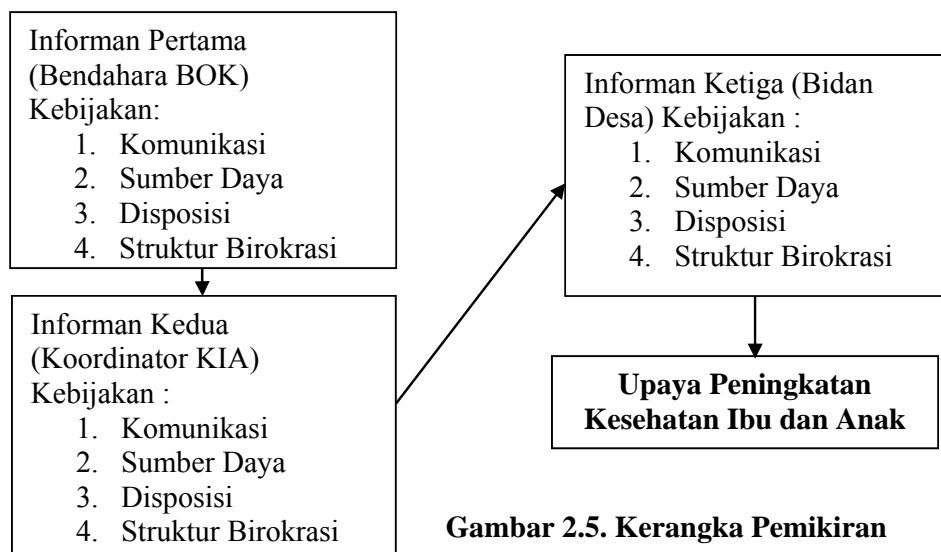 Informan Pertama
(Bendahara BOK)
Kebijakan:
1. Komunikasi
2. Sumber Daya
3. Disposisi
4. Struktur Birokrasi
Informan Kedua
(Koordinator KIA)
Kebijakan :
1. Komunikasi
2. Sumber Daya
3. Disposisi
4. Struktur Birokrasi
Informan Ketiga (Bidan
Desa) Kebijakan :
1. Komunikasi
2. Sumber Daya
3. Disposisi
4. Struktur Birokrasi
Upaya Peningkatan
Kesehatan Ibu dan Anak
Gambar 2.5. Kerangka Pemikiran